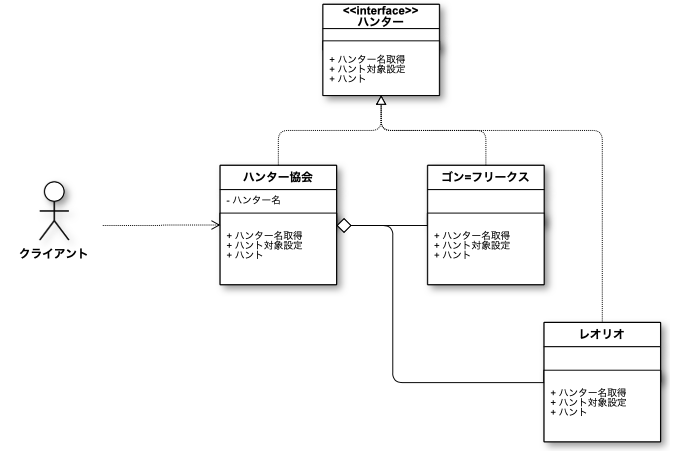 <<interface>>
ハンター
+ ハンター名取得
+ ハント対象設定
+ ハント
ハンター協会
- ハンター名
+ ハンター名取得
+ ハント対象設定
+ ハント
ゴン=フリークス
+ ハンター名取得
+ ハント対象設定
+ ハント
クライアント
レオリオ
+ ハンター名取得
+ ハント対象設定
+ ハント